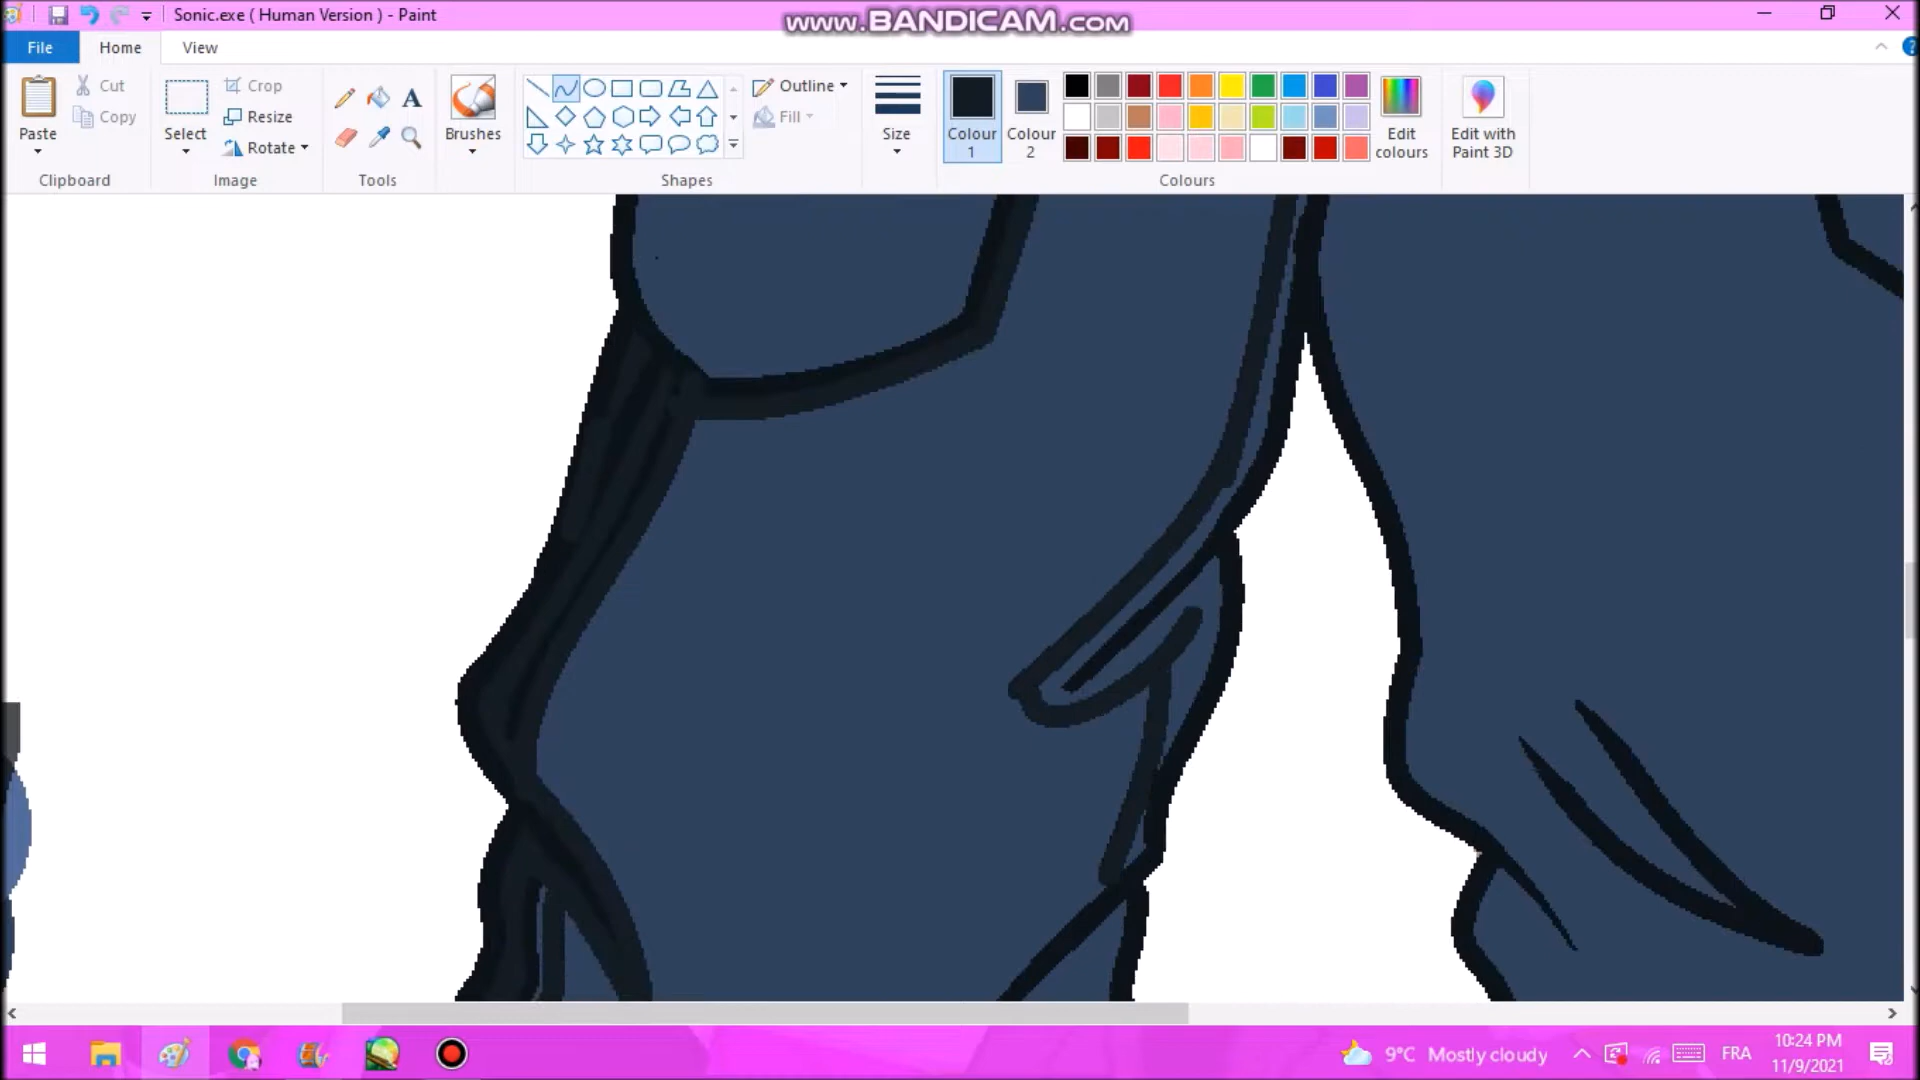 Sonic.exe ( Human Version ) - Paint
www.BANDICAM.com
File
Home
View
Paste
Cut
Copy
Clipboard
Select
Crop
Resize
Rotate
Image
A
Tools
Brushes
Shapes
Outline
Fill
Size
Colour 1
Colour 2
Colours
Edit colours
Edit with Paint 3D
9°C Mostly cloudy
FRA
10:24 PM
11/9/2021